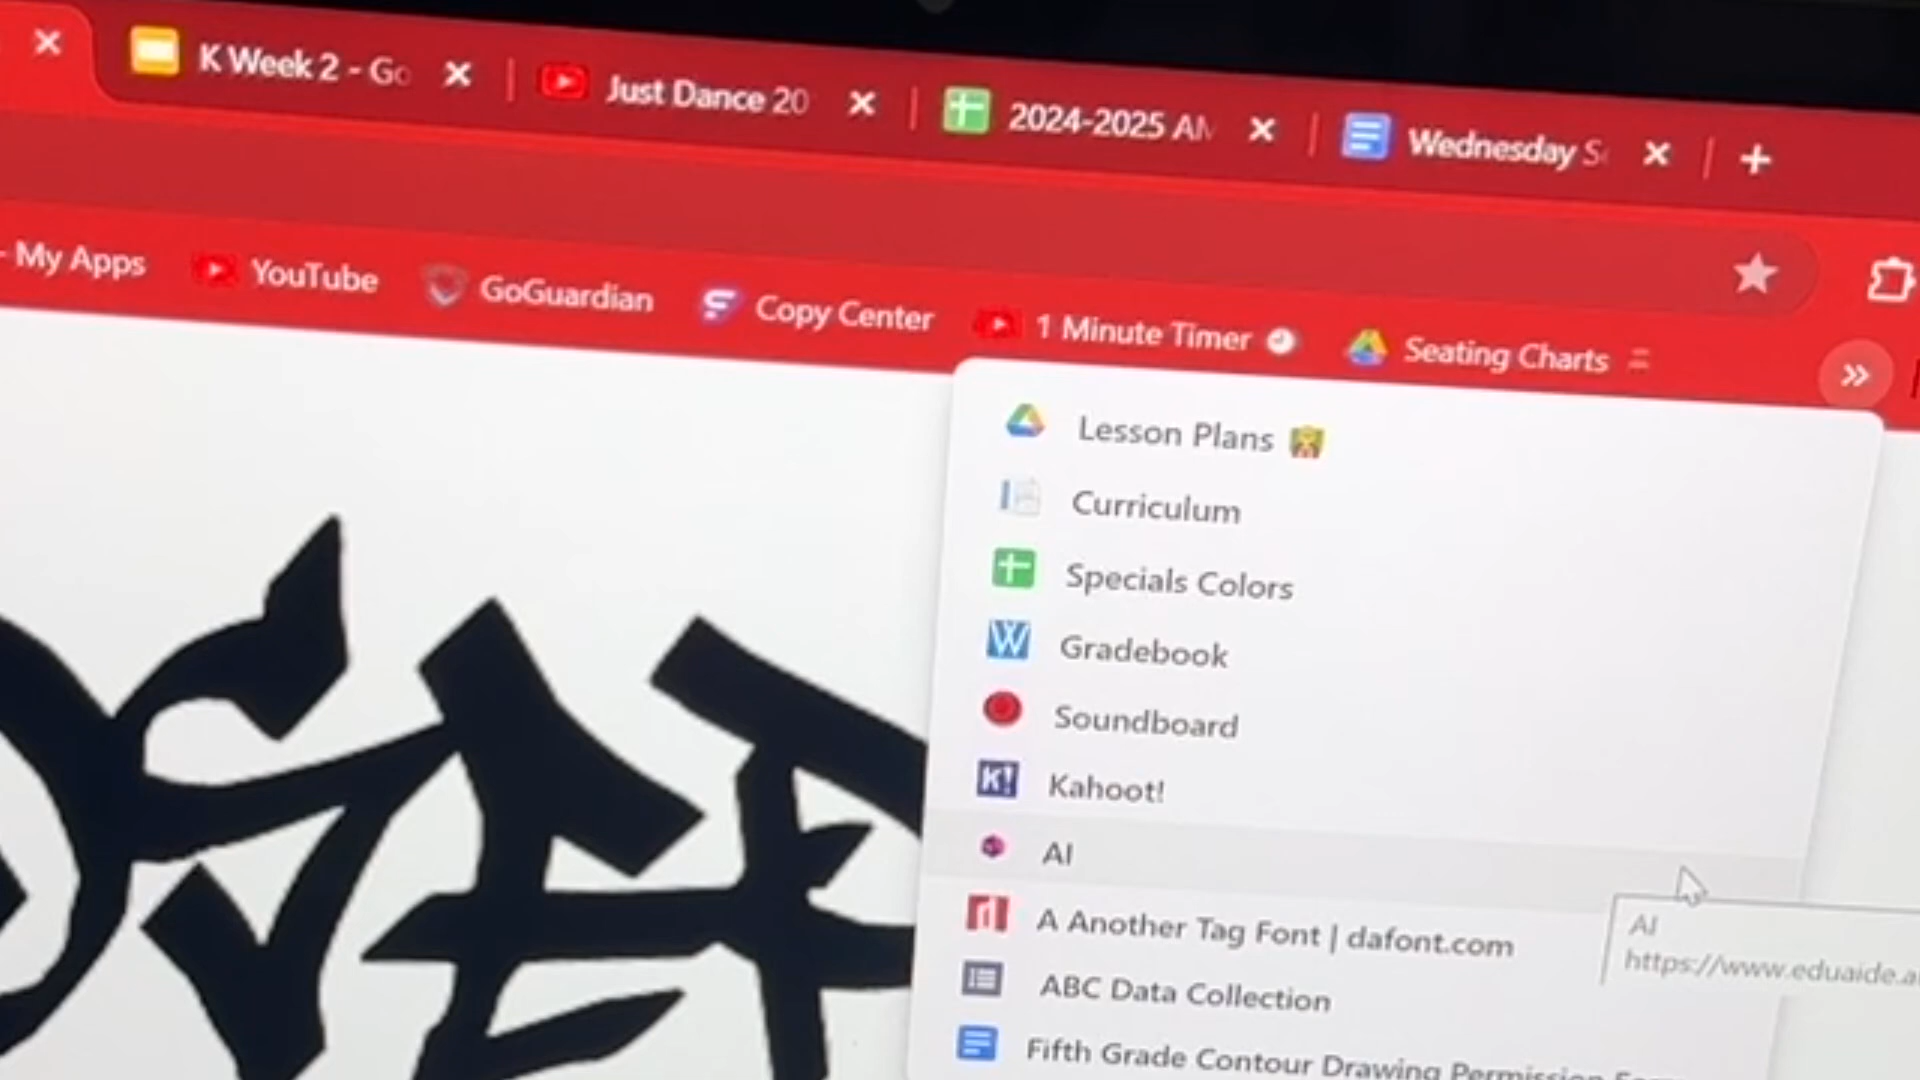 K Week 2 - Go
Just Dance 20
2024-2025 AM
Wednesday S
- My Apps
YouTube
GoGuardian
Copy Center
1 Minute Timer
Seating Charts
Lesson Plans
Curriculum
Specials Colors
W Gradebook
Soundboard
K! Kahoot!
AI
A Another Tag Font | dafont.com
AI
https://www.eduaide.a
ABC Data Collection
Fifth Grade Contour Drawing Permission